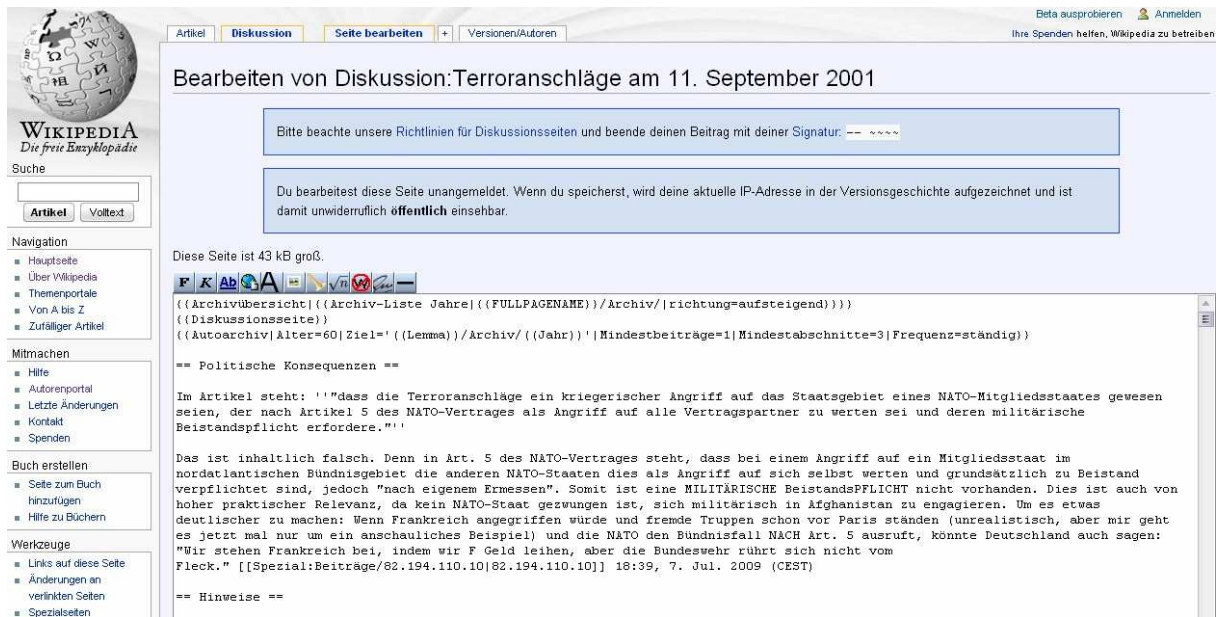 Beta ausprobieren Anmelden
Artikel Diskussion Seite bearbeiten + Versionen/Autoren
Ihre Spenden helfen, Wikipedia zu betreiben
Bearbeiten von Diskussion:Terroranschläge am 11. September 2001
Bitte beachte unsere Richtlinien für Diskussionsseiten und beende deinen Beitrag mit deiner Signatur: -- ~~~~
Du bearbeitest diese Seite unangemeldet. Wenn du speicherst, wird deine aktuelle IP-Adresse in der Versionsgeschichte aufgezeichnet und ist
damit unwiderruflich öffentlich einsehbar.
Diese Seite ist 43 kB groß.
F K Ab A √n W
{{Archivübersicht|{{Archiv-Liste Jahre|{{FULLPAGENAME}}/Archiv/|richtung=aufsteigend}}}}
{{Diskussionsseite}}
{{Autoarchiv|Alter=60|Ziel='((Lemma))/Archiv/((Jahr))'|Mindestbeiträge=1|Mindestabschnitte=3|Frequenz=ständig}}
== Politische Konsequenzen ==
Im Artikel steht: ''"dass die Terroranschläge ein kriegerischer Angriff auf das Staatsgebiet eines NATO-Mitgliedsstaates gewesen
seien, der nach Artikel 5 des NATO-Vertrages als Angriff auf alle Vertragspartner zu werten sei und deren militärische
Beistandspflicht erfordere."''
Das ist inhaltlich falsch. Denn in Art. 5 des NATO-Vertrages steht, dass bei einem Angriff auf ein Mitgliedsstaat im
nordatlantischen Bündnisgebiet die anderen NATO-Staaten dies als Angriff auf sich selbst werten und grundsätzlich zu Beistand
verpflichtet sind, jedoch "nach eigenem Ermessen". Somit ist eine MILITÄRISCHE BeistandsPFLICHT nicht vorhanden. Dies ist auch von
hoher praktischer Relevanz, da kein NATO-Staat gezwungen ist, sich militärisch in Afghanistan zu engagieren. Um es etwas
deutlischer zu machen: Wenn Frankreich angegriffen würde und fremde Truppen schon vor Paris ständen (unrealistisch, aber mir geht
es jetzt mal nur um ein anschauliches Beispiel) und die NATO den Bündnisfall NACH Art. 5 ausruft, könnte Deutschland auch sagen:
"Wir stehen Frankreich bei, indem wir F Geld leihen, aber die Bundeswehr rührt sich nicht vom
Fleck." [[Spezial:Beiträge/82.194.110.10|82.194.110.10]] 18:39, 7. Jul. 2009 (CEST)
== Hinweise ==
WIKIPEDIA
Die freie Enzyklopädie
Suche
Artikel Volltext
Navigation
Hauptseite
Über Wikipedia
Themenportale
Von A bis Z
Zufälliger Artikel
Mitmachen
Hilfe
Autorenportal
Letzte Änderungen
Kontakt
Spenden
Buch erstellen
Seite zum Buch
hinzufügen
Hilfe zu Büchern
Werkzeuge
Links auf diese Seite
Änderungen an
verlinkten Seiten
Spezialseiten